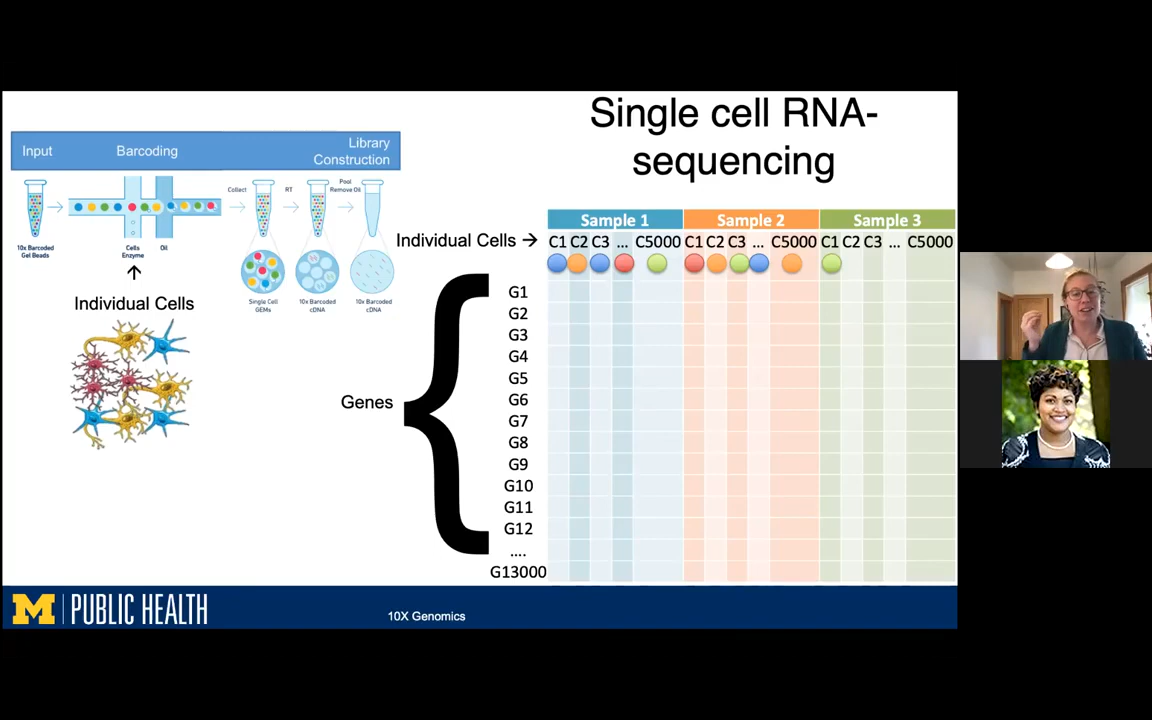 Single cell RNA-
sequencing
Input
Barcoding
Library
Construction
Collect
RT
Pool
Remove Oil
10x Barcoded
Gel Beads
Cells
Enzyme
Oil
Single Cell
GEMs
10x Barcoded
cDNA
10x Barcoded
cDNA
Individual Cells
Individual Cells →
Sample 1 Sample 2 Sample 3
C1 C2 C3 ... C5000 C1 C2 C3 ... C5000 C1 C2 C3 ... C5000
Genes
G1
G2
G3
G4
G5
G6
G7
G8
G9
G10
G11
G12
....
G13000
M PUBLIC HEALTH
10X Genomics